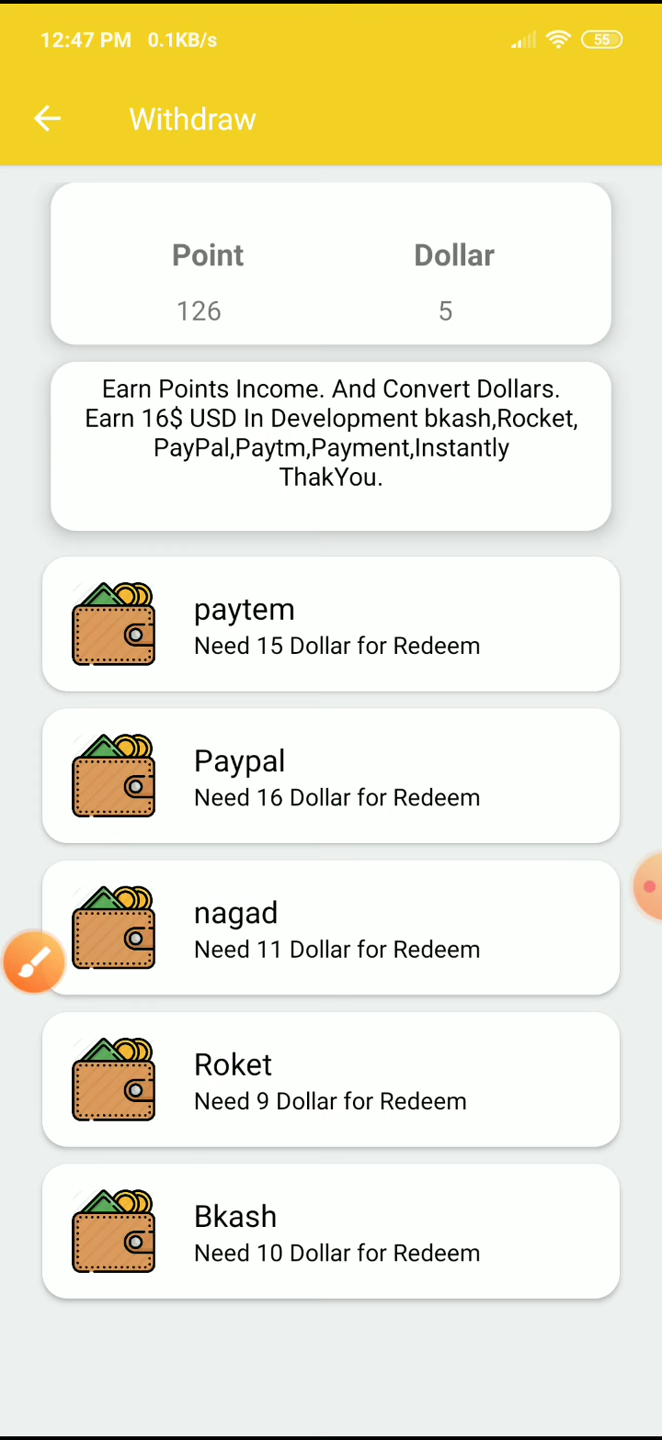 12:47 PM 0.1KB/s 55
Withdraw
Point Dollar
126 5
Earn Points Income. And Convert Dollars.
Earn 16$ USD In Development bkash,Rocket,
PayPal,Paytm,Payment,Instantly
ThakYou.
paytem
Need 15 Dollar for Redeem
Paypal
Need 16 Dollar for Redeem
nagad
Need 11 Dollar for Redeem
Roket
Need 9 Dollar for Redeem
Bkash
Need 10 Dollar for Redeem